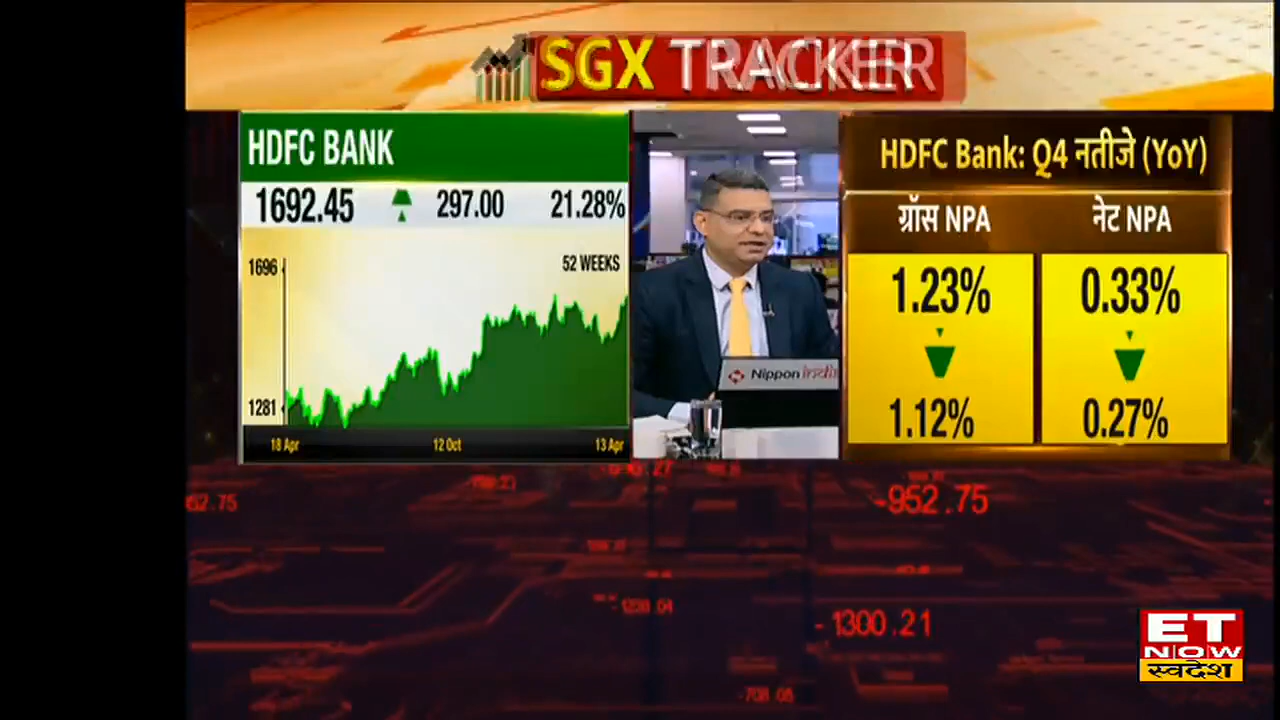 SGX TRACKER
HDFC BANK
1692.45 297.00 21.28%
1696
52 WEEKS
1281
18 Apr 12 Oct 13 Apr
Nippon india
HDFC Bank: Q4 नतीजे (YoY)
ग्रॉस NPA नेट NPA
1.23% 0.33%
1.12% 0.27%
-952.75
- 1300.21
ET
NOW
स्वदेश